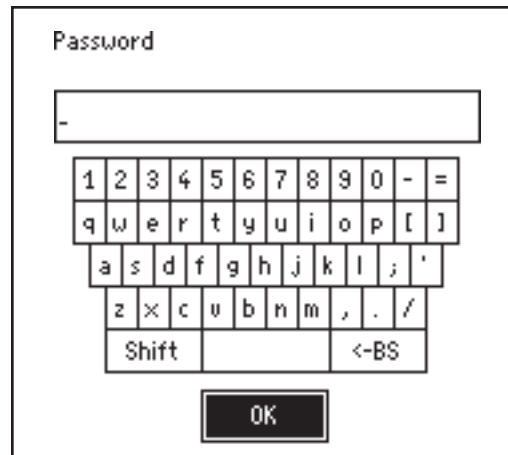 Password
_
1 2 3 4 5 6 7 8 9 0 - =
q w e r t y u i o p [ ]
a s d f g h j k l ; '
z x c v b n m , . /
Shift <-BS
OK